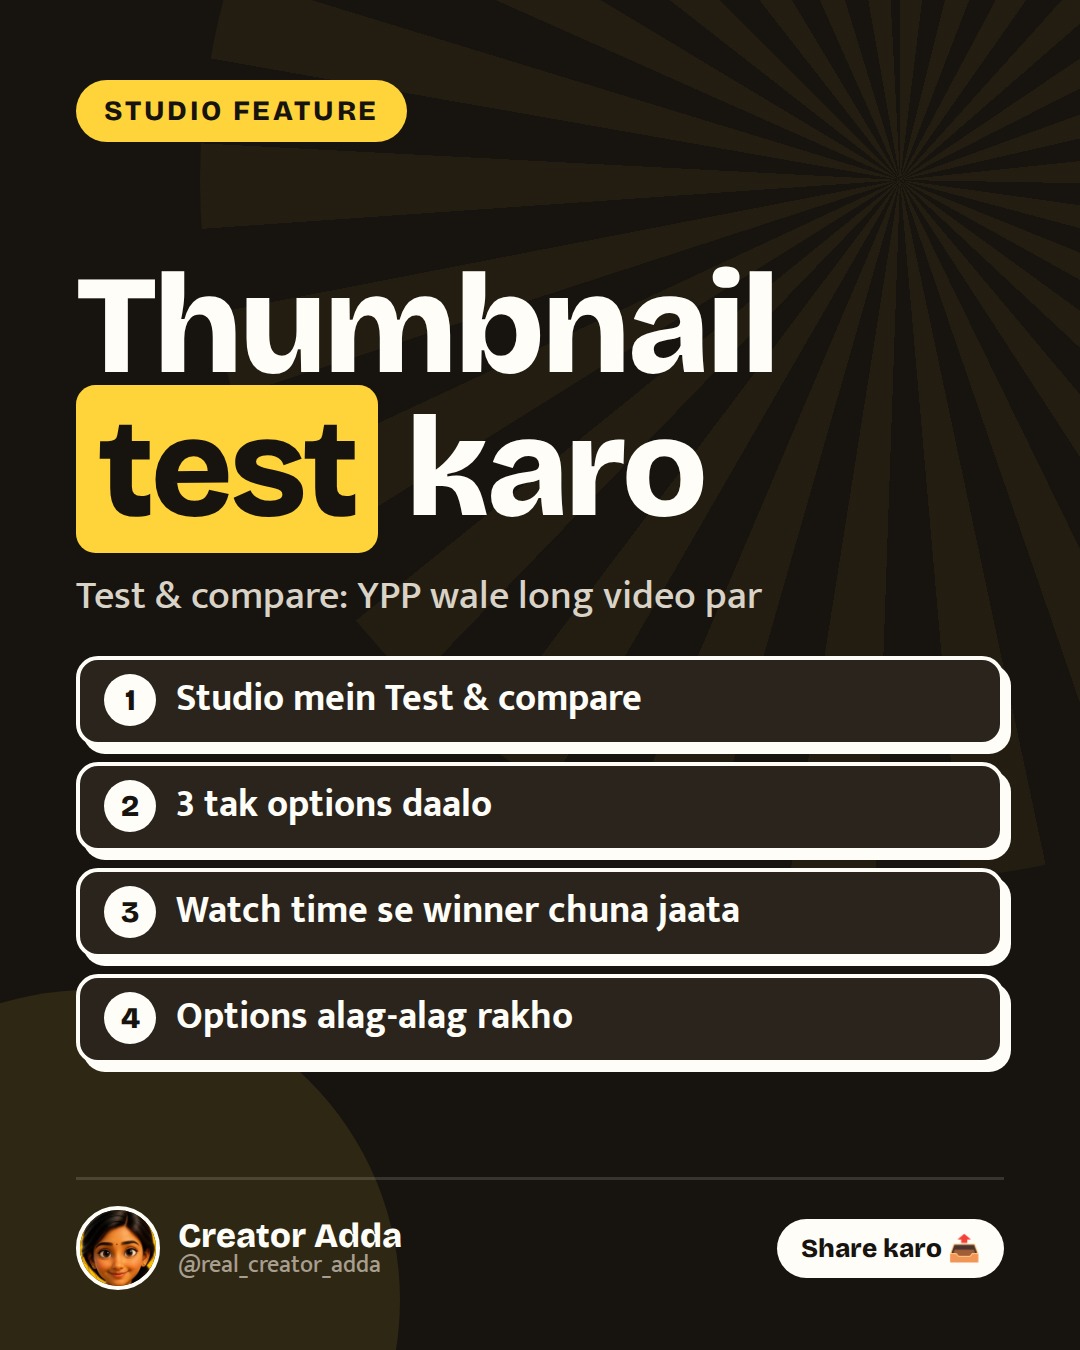 STUDIO FEATURE
Thumbnail
test karo
Test & compare: YPP wale long video par
1 Studio mein Test & compare
2 3 tak options daalo
3 Watch time se winner chuna jaata
4 Options alag-alag rakho
Creator Adda
@real_creator_adda
Share karo 📤